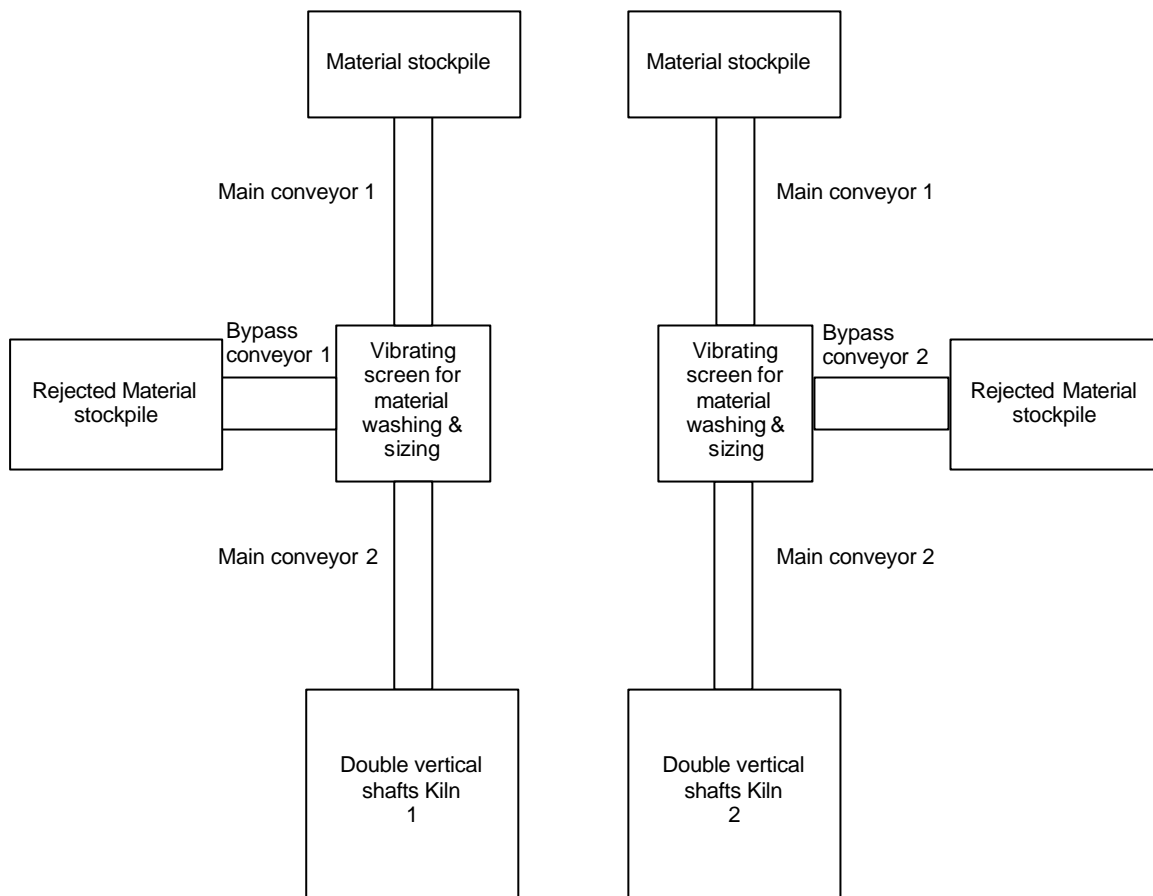 Material stockpile
Material stockpile
Main conveyor 1
Main conveyor 1
Bypass
conveyor 1
Bypass
conveyor 2
Rejected Material
stockpile
Vibrating
screen for
material
washing &
sizing
Vibrating
screen for
material
washing &
sizing
Rejected Material
stockpile
Main conveyor 2
Main conveyor 2
Double vertical
shafts Kiln
1
Double vertical
shafts Kiln
2